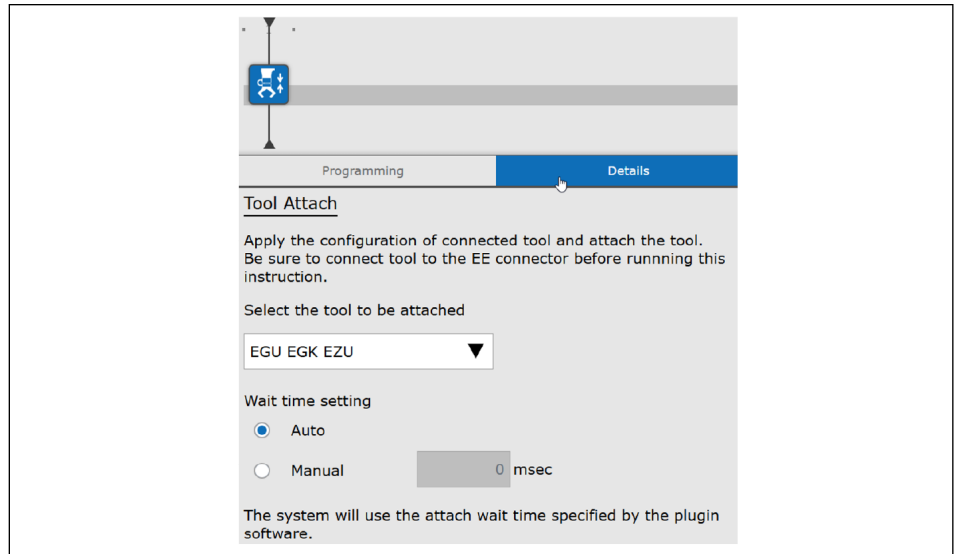 Programming
Details
Tool Attach
Apply the configuration of connected tool and attach the tool.
Be sure to connect tool to the EE connector before runnning this
instruction.
Select the tool to be attached
EGU EGK EZU
Wait time setting
Auto
Manual
0 msec
The system will use the attach wait time specified by the plugin
software.